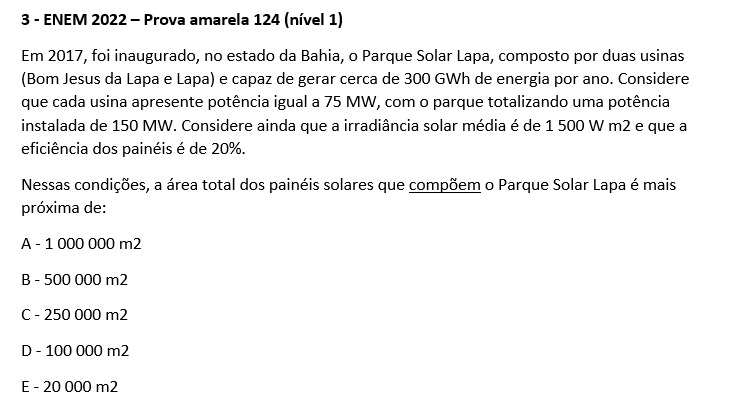 3 - ENEM 2022 – Prova amarela 124 (nível 1)
Em 2017, foi inaugurado, no estado da Bahia, o Parque Solar Lapa, composto por duas usinas
(Bom Jesus da Lapa e Lapa) e capaz de gerar cerca de 300 GWh de energia por ano. Considere
que cada usina apresente potência igual a 75 MW, com o parque totalizando uma potência
instalada de 150 MW. Considere ainda que a irradiância solar média é de 1 500 W m2 e que a
eficiência dos painéis é de 20%.
Nessas condições, a área total dos painéis solares que compõem o Parque Solar Lapa é mais
próxima de:
A - 1 000 000 m2
B - 500 000 m2
C - 250 000 m2
D - 100 000 m2
E - 20 000 m2